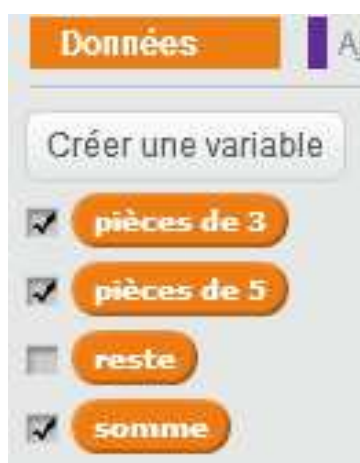 Données
Créer une variable
pièces de 3
pièces de 5
reste
somme